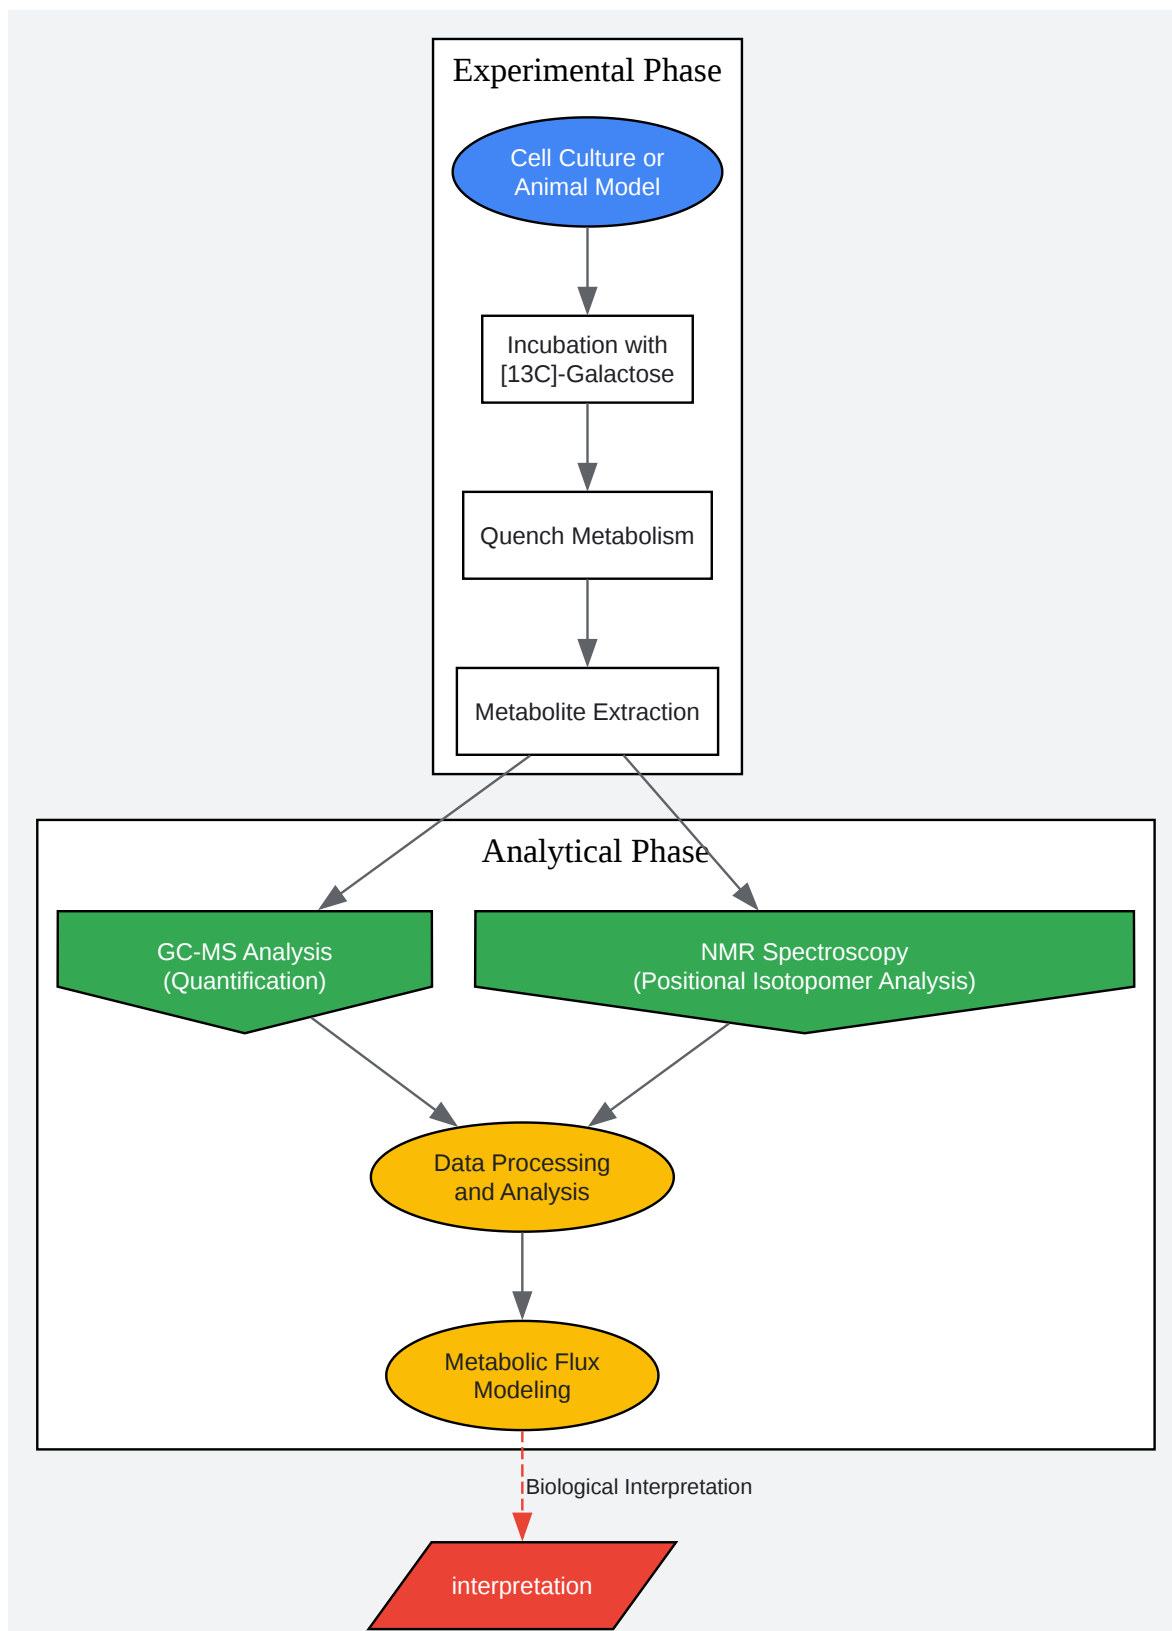 Experimental Phase
Cell Culture or
Animal Model
Incubation with
[13C]-Galactose
Quench Metabolism
Metabolite Extraction
Analytical Phase
GC-MS Analysis
(Quantification)
NMR Spectroscopy
(Positional Isotopomer Analysis)
Data Processing
and Analysis
Metabolic Flux
Modeling
Biological Interpretation
interpretation